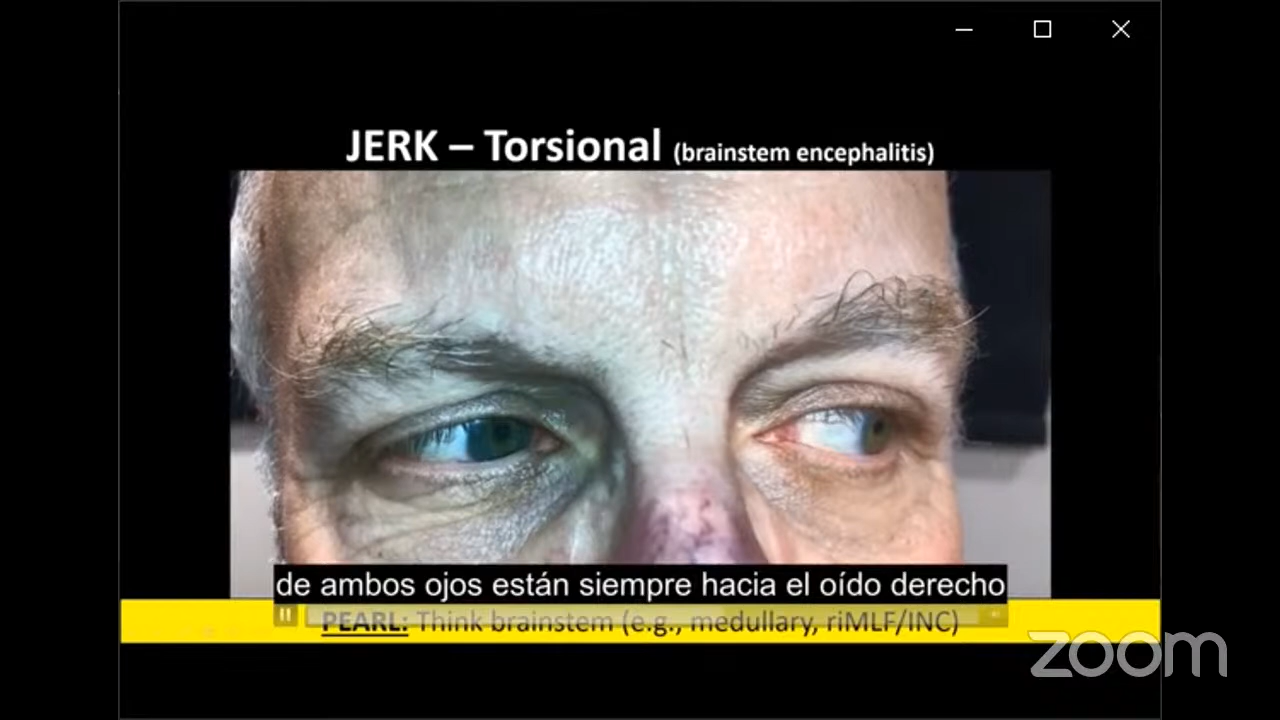 JERK – Torsional (brainstem encephalitis)
de ambos ojos están siempre hacia el oído derecho
PEARL: Think brainstem (e.g., medullary, riMLF/INC)
zoom